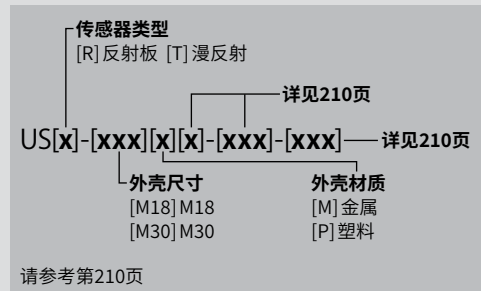 传感器类型
[R]反射板 [T]漫反射
详见210页
US[x]-[xxx][x][x]-[xxx]-[xxx]
详见210页
外壳尺寸
外壳材质
[M18] M18
[M]金属
[M30] M30
[P]塑料
请参考第210页